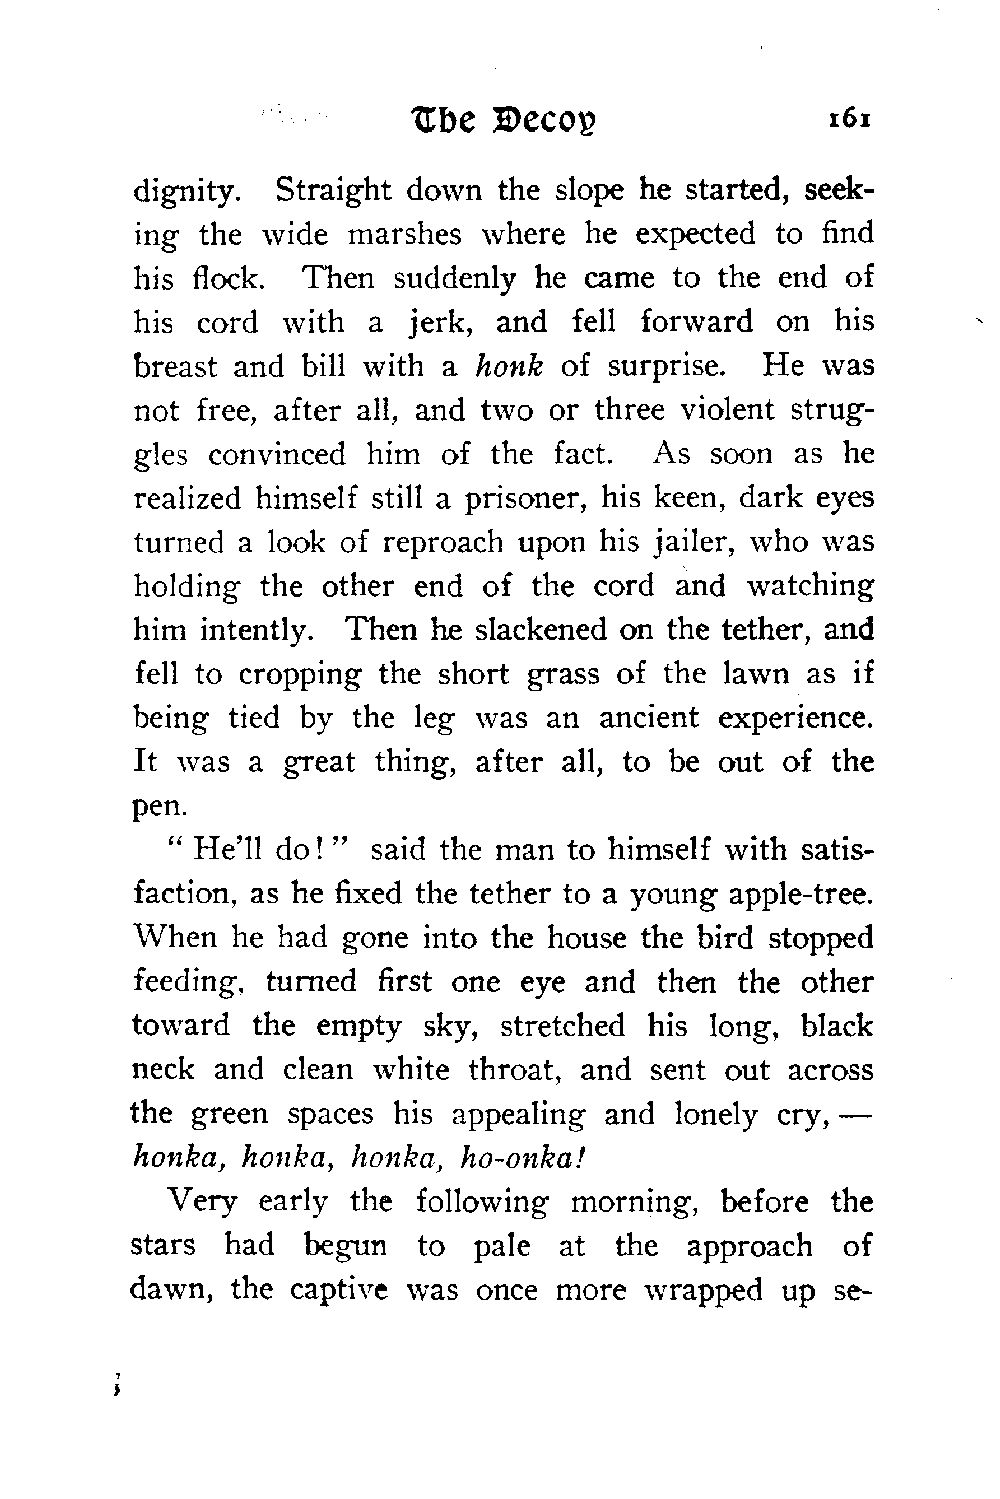 The Decoy 161
dignity. Straight down the slope he started, seek-
ing the wide marshes where he expected to find
his flock. Then suddenly he came to the end of
his cord with a jerk, and fell forward on his
breast and bill with a honk of surprise. He was
not free, after all, and two or three violent strug-
gles convinced him of the fact. As soon as he
realized himself still a prisoner, his keen, dark eyes
turned a look of reproach upon his jailer, who was
holding the other end of the cord and watching
him intently. Then he slackened on the tether, and
fell to cropping the short grass of the lawn as if
being tied by the leg was an ancient experience.
It was a great thing, after all, to be out of the
pen.
“ He’ll do! ” said the man to himself with satis-
faction, as he fixed the tether to a young apple-tree.
When he had gone into the house the bird stopped
feeding, turned first one eye and then the other
toward the empty sky, stretched his long, black
neck and clean white throat, and sent out across
the green spaces his appealing and lonely cry, —
honka, honka, honka, ho-onka!
Very early the following morning, before the
stars had begun to pale at the approach of
dawn, the captive was once more wrapped up se-